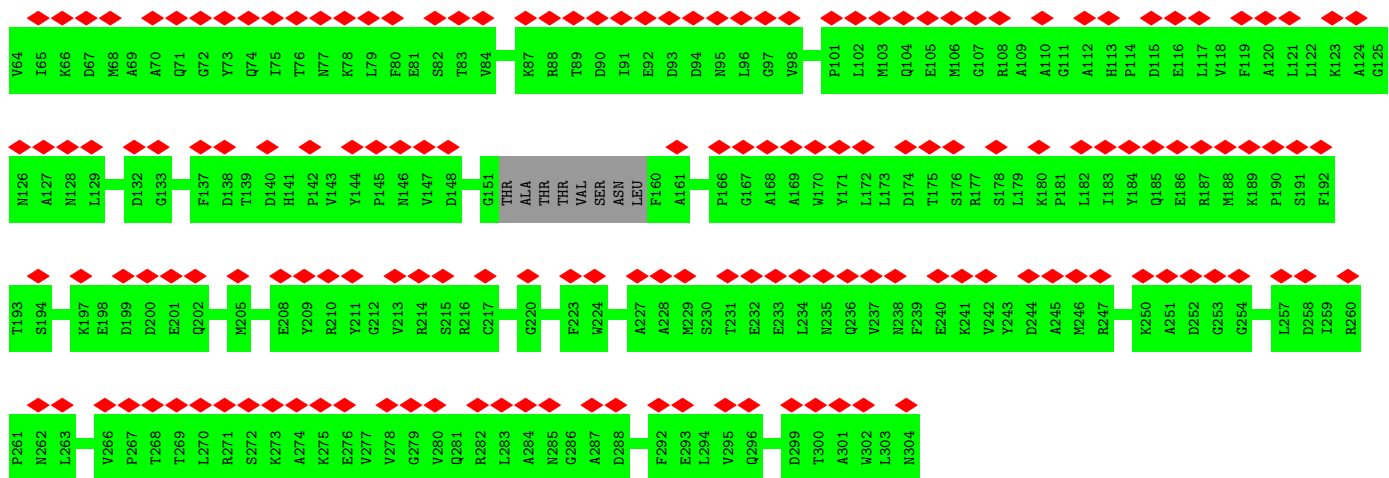 V64 I65 K66 D67 M68 A69 A70 Q71 G72 Y73 Q74 I75 T76 N77 K78 L79 F80 E81 S82 T83 V84 K87 R88 T89 D90 I91 E92 D93 D94 N95 L96 G97 V98 P101 L102 M103 Q104 E105 M106 G107 R108 A109 A110 G111 A112 H113 P114 D115 E116 L117 V118 F119 A120 L121 L122 K123 A124 G125
N126 A127 N128 L129 D132 G133 F137 D138 T139 D140 H141 P142 V143 Y144 P145 N146 V147 D148 G151 THR ALA THR THR VAL SER ASN LEU F160 A161 P166 G167 A168 A169 W170 Y171 L172 L173 D174 T175 S176 R177 S178 L179 K180 P181 L182 I183 Y184 Q185 E186 R187 M188 K189 P190 S191 F192
T193 S194 K197 E198 D199 D200 E201 Q202 M205 E208 Y209 R210 Y211 G212 V213 R214 S215 R216 C217 G220 F223 W224 A227 A228 M229 S230 T231 E232 E233 L234 N235 Q236 V237 N238 F239 E240 K241 V242 Y243 D244 A245 M246 R247 K250 A251 D252 G253 G254 L257 D258 I259 R260
P261 N262 L263 V266 P267 T268 T269 L270 R271 S272 K273 A274 K275 E276 V277 V278 G279 V280 Q281 R282 L283 A284 N285 G286 A287 D288 F292 E293 L294 V295 Q296 D299 T300 A301 W302 L303 N304